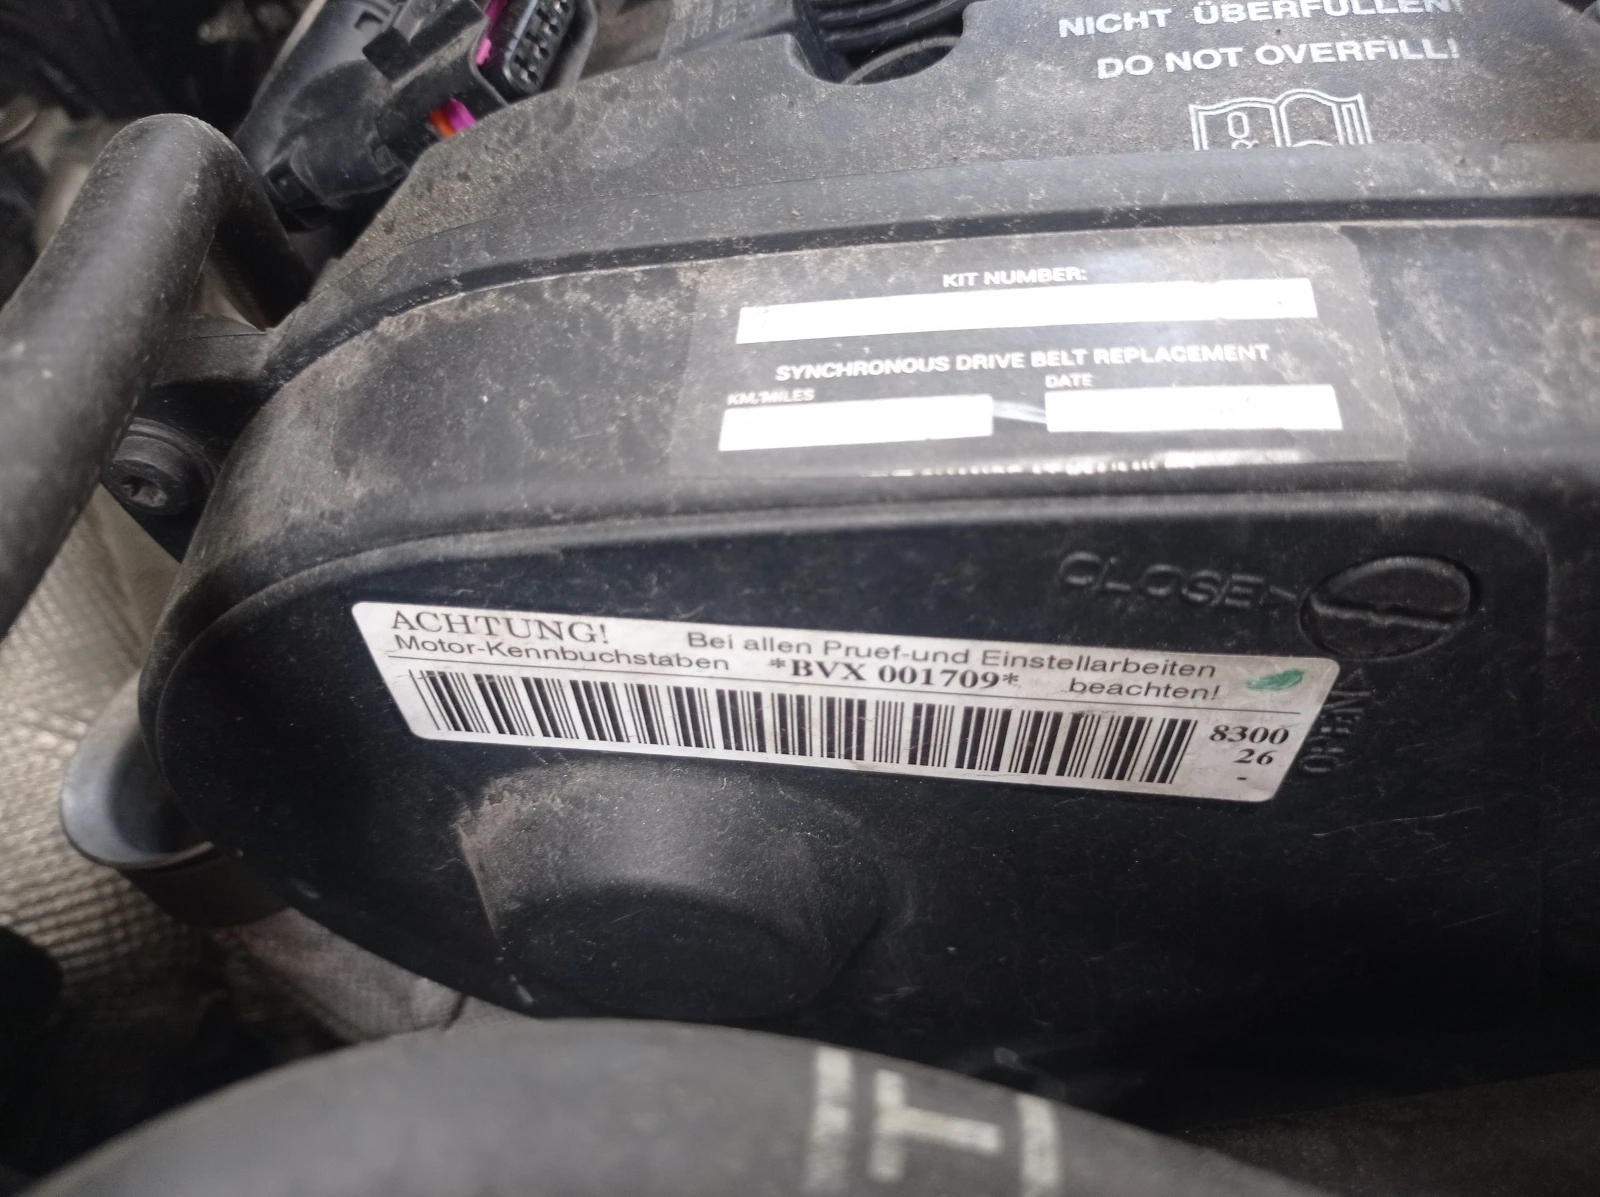 NICHT ÜBERFÜLLEN!
DO NOT OVERFILL!
KIT NUMBER:
SYNCHRONOUS DRIVE BELT REPLACEMENT
KM/MILES DATE
CLOSE
OPEN
ACHTUNG! Bei allen Pruef-und Einstellarbeiten
Motor-Kennbuchstaben *BVX 001709* beachten!
8300
26
-